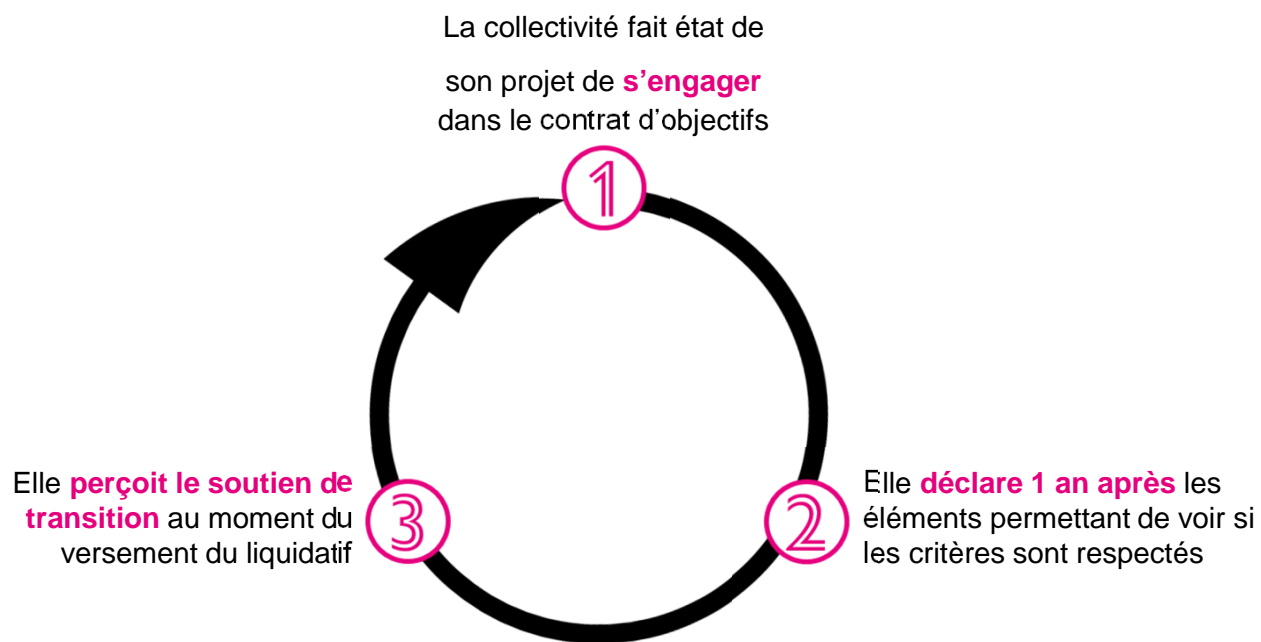 La collectivité fait état de
son projet de s’engager
dans le contrat d’objectifs
1
Elle perçoit le soutien de
transition au moment du
versement du liquidatif
3
2
Elle déclare 1 an après les
éléments permettant de voir si
les critères sont respectés